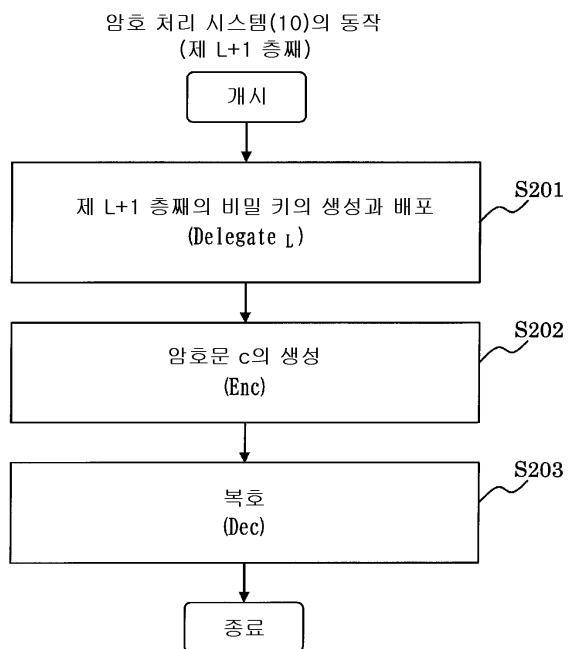 암호 처리 시스템(10)의 동작
(제 L+1 층째)
개시
S201
제 L+1 층째의 비밀 키의 생성과 배포
(Delegate L)
S202
암호문 c의 생성
(Enc)
S203
복호
(Dec)
종료